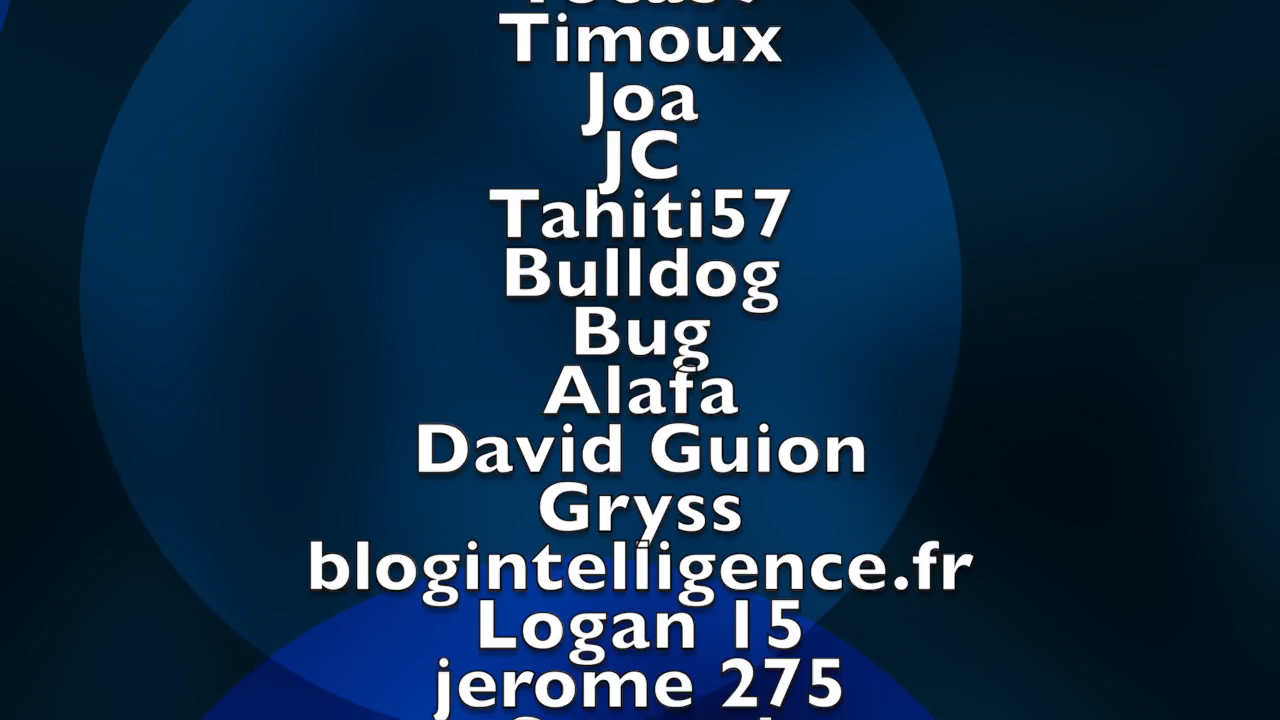 Timoux
Joa
JC
Tahiti57
Bulldog
Bug
Alafa
David Guion
Gryss
blogintelligence.fr
Logan 15
jerome 275